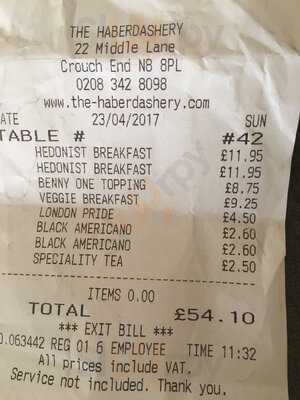 THE HABERDASHERY
22 Middle Lane
Crouch End N8 8PL
0208 342 8098
www.the-haberdashery.com
ATE 23/04/2017 SUN
TABLE # #42
HEDONIST BREAKFAST £11.95
HEDONIST BREAKFAST £11.95
BENNY ONE TOPPING £8.75
VEGGIE BREAKFAST £9.25
LONDON PRIDE £4.50
BLACK AMERICANO £2.60
BLACK AMERICANO £2.60
SPECIALITY TEA £2.50
ITEMS 0.00
TOTAL £54.10
*** EXIT BILL ***
O.063442 REG 01 6 EMPLOYEE TIME 11:32
All prices include VAT.
Service not included. Thank you.